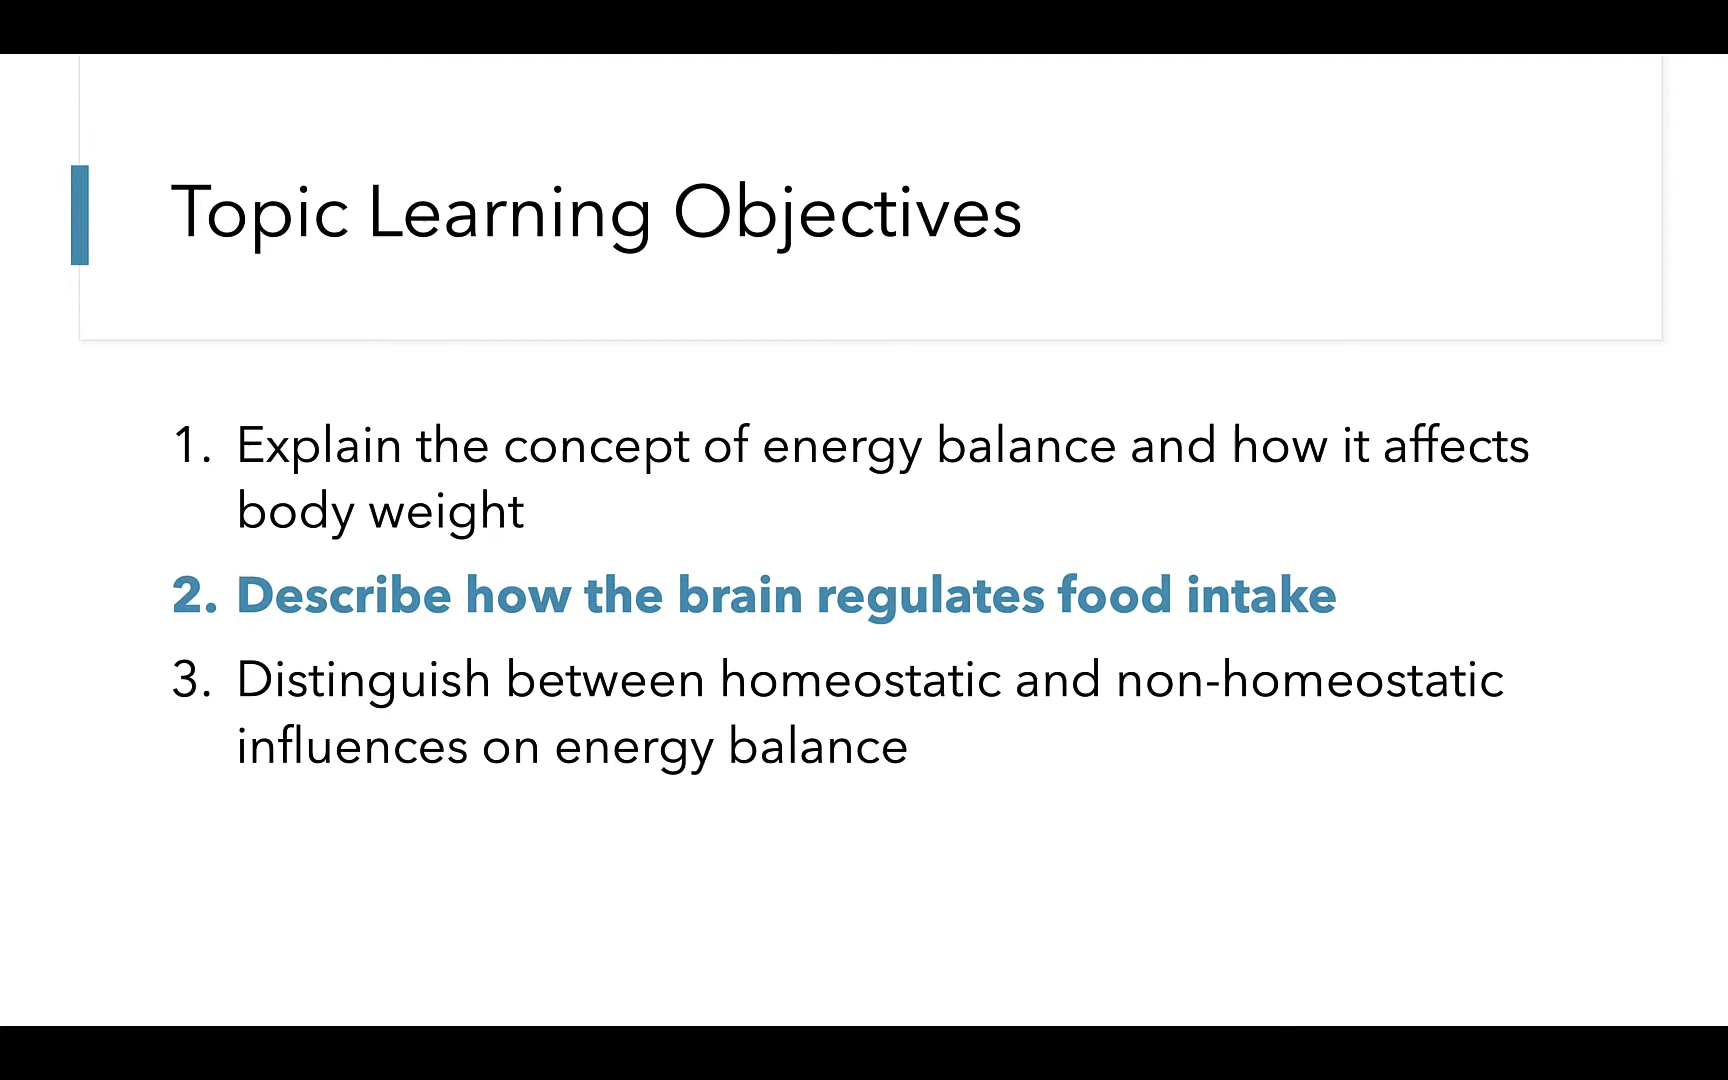 Topic Learning Objectives
1. Explain the concept of energy balance and how it affects
body weight
2. Describe how the brain regulates food intake
3. Distinguish between homeostatic and non-homeostatic
influences on energy balance